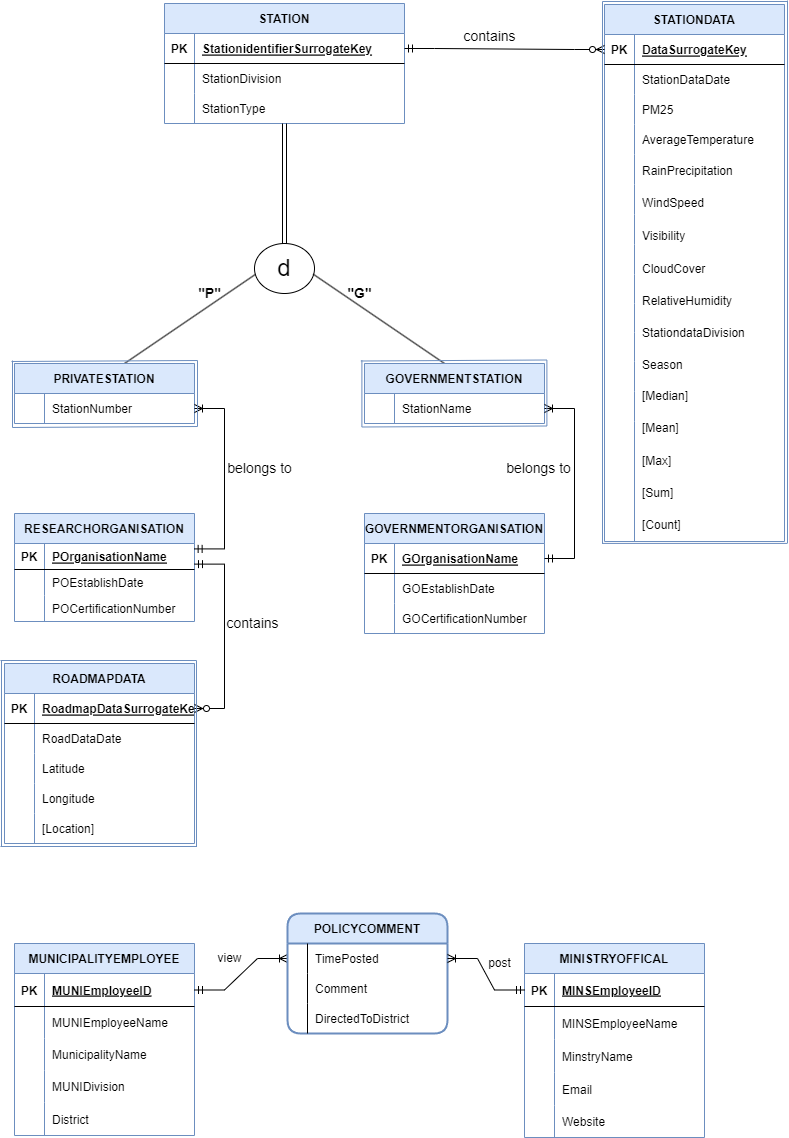 STATION
PK StationidentifierSurrogateKey
StationDivision
StationType
contains
STATIONDATA
PK DataSurrogateKey
StationDataDate
PM25
AverageTemperature
RainPrecipitation
WindSpeed
Visibility
CloudCover
RelativeHumidity
StationdataDivision
Season
[Median]
[Mean]
[Max]
[Sum]
[Count]
d
"P"
"G"
PRIVATESTATION
StationNumber
GOVERNMENTSTATION
StationName
belongs to
belongs to
RESEARCHORGANISATION
PK POrganisationName
POEstablishDate
POCertificationNumber
GOVERNMENTORGANISATION
PK GOrganisationName
GOEstablishDate
GOCertificationNumber
contains
ROADMAPDATA
PK RoadmapDataSurrogateKe
RoadDataDate
Latitude
Longitude
[Location]
MUNICIPALITYEMPLOYEE
PK MUNIEmployeeID
MUNIEmployeeName
MunicipalityName
MUNIDivision
District
view
POLICYCOMMENT
TimePosted
Comment
DirectedToDistrict
post
MINISTRYOFFICAL
PK MINSEmployeeID
MINSEmployeeName
MinstryName
Email
Website